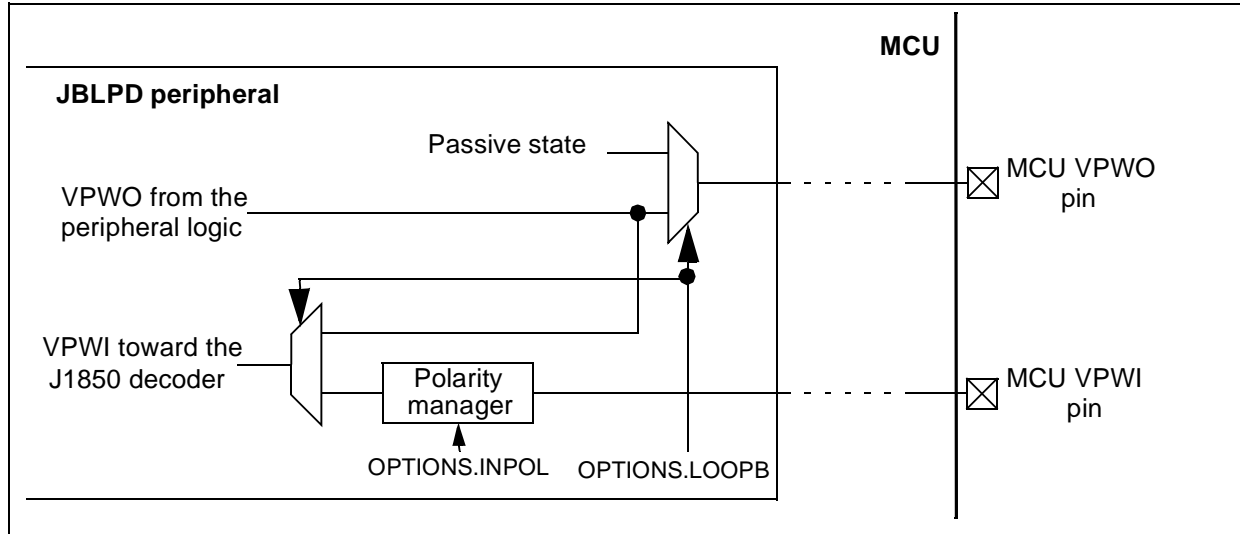 MCU
JBLPD peripheral
Passive state
MCU VPWO
pin
VPWO from the
peripheral logic
VPWI toward the
J1850 decoder
Polarity
manager
MCU VPWI
pin
OPTIONS.INPOL
OPTIONS.LOOPB